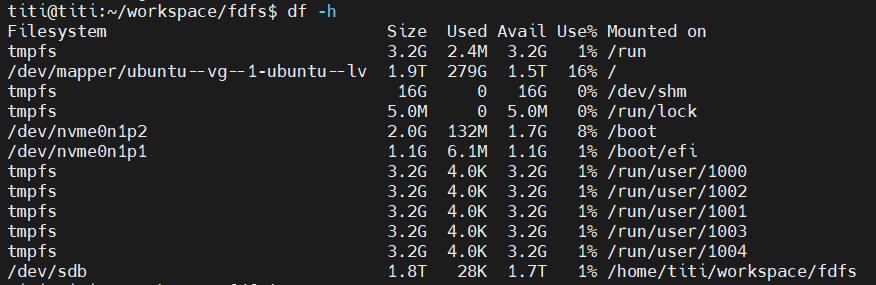 titi@titi:~/workspace/fdfs$ df -h
Filesystem Size Used Avail Use% Mounted on
tmpfs 3.2G 2.4M 3.2G 1% /run
/dev/mapper/ubuntu--vg--1-ubuntu--lv 1.9T 279G 1.5T 16% /
tmpfs 16G 0 16G 0% /dev/shm
tmpfs 5.0M 0 5.0M 0% /run/lock
/dev/nvme0n1p2 2.0G 132M 1.7G 8% /boot
/dev/nvme0n1p1 1.1G 6.1M 1.1G 1% /boot/efi
tmpfs 3.2G 4.0K 3.2G 1% /run/user/1000
tmpfs 3.2G 4.0K 3.2G 1% /run/user/1002
tmpfs 3.2G 4.0K 3.2G 1% /run/user/1001
tmpfs 3.2G 4.0K 3.2G 1% /run/user/1003
tmpfs 3.2G 4.0K 3.2G 1% /run/user/1004
/dev/sdb 1.8T 28K 1.7T 1% /home/titi/workspace/fdfs